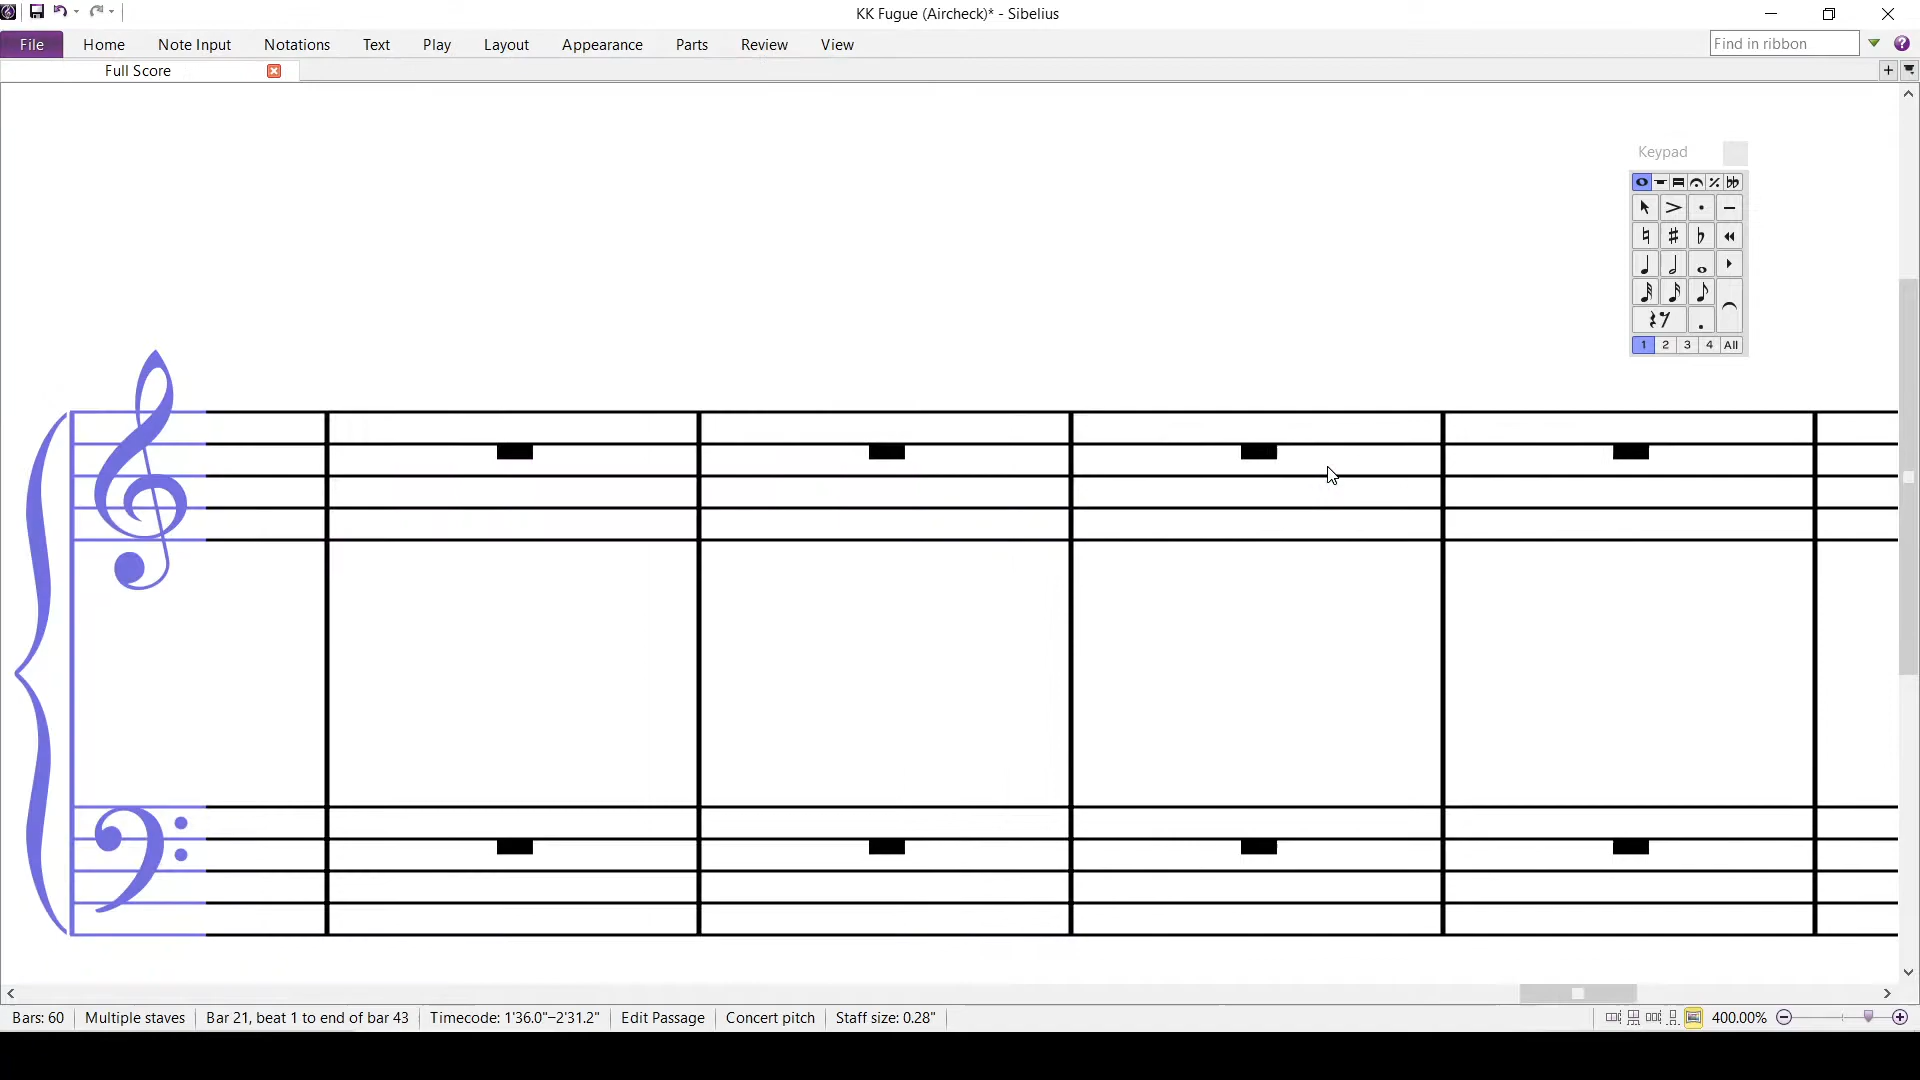 KK Fugue (Aircheck)* - Sibelius
File Home Note Input Notations Text Play Layout Appearance Parts Review View Find in ribbon ?
Full Score
Keypad
1 2 3 4 All
Bars: 60 Multiple staves Bar 21, beat 1 to end of bar 43 Timecode: 1'36.0"–2'31.2" Edit Passage Concert pitch Staff size: 0.28" 400.00%